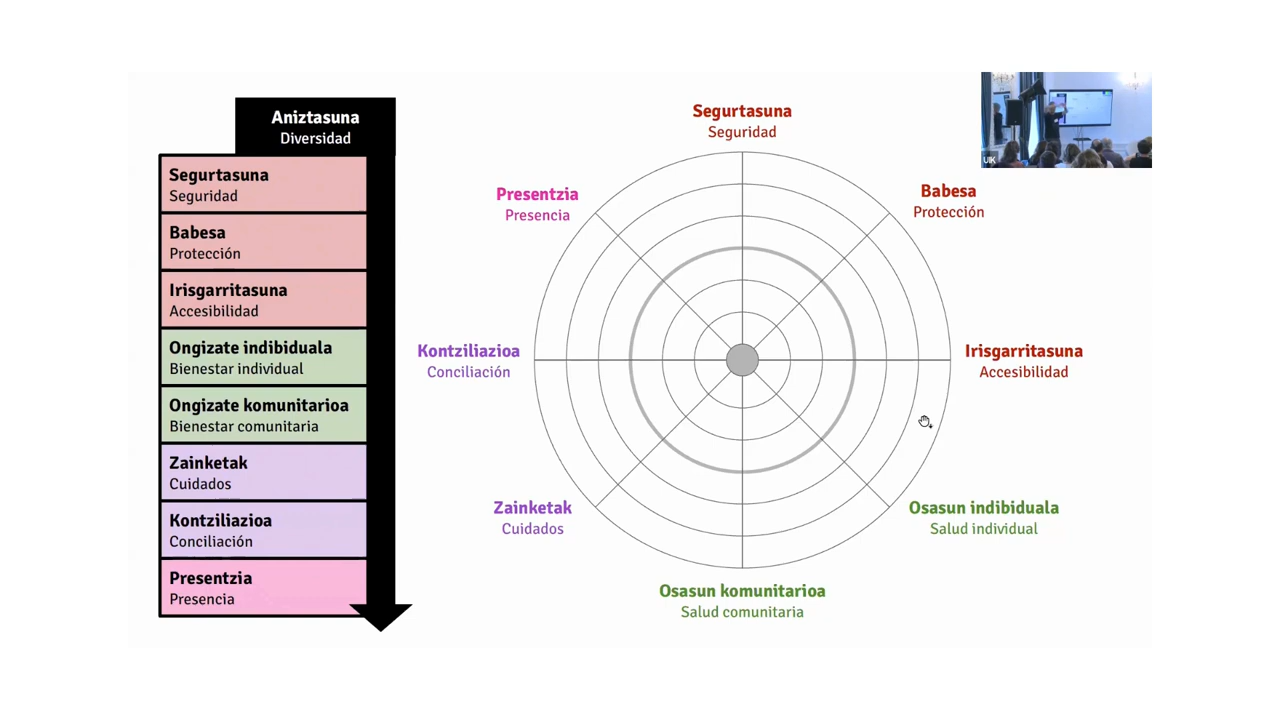 Aniztasuna
Diversidad
Segurtasuna
Seguridad
Babesa
Protección
Irisgarritasuna
Accesibilidad
Ongizate indibiduala
Bienestar individual
Ongizate komunitarioa
Bienestar comunitaria
Zainketak
Cuidados
Kontziliazioa
Conciliación
Presentzia
Presencia
Segurtasuna
Seguridad
Babesa
Protección
Irisgarritasuna
Accesibilidad
Osasun indibiduala
Salud individual
Osasun komunitarioa
Salud comunitaria
Zainketak
Cuidados
Kontziliazioa
Conciliación
Presentzia
Presencia
UIK